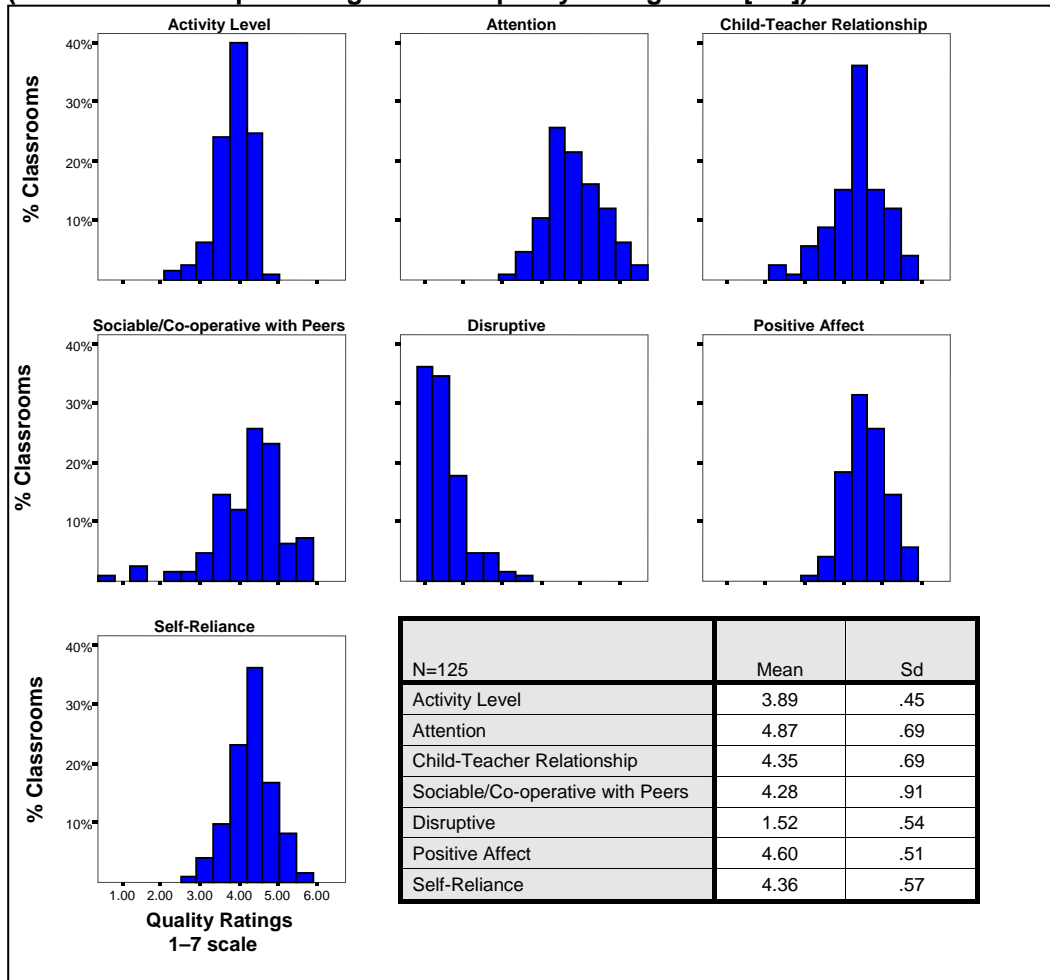 Activity Level
Attention
Child-Teacher Relationship
% Classrooms
40%
30%
20%
10%
Sociable/Co-operative with Peers
Disruptive
Positive Affect
% Classrooms
40%
30%
20%
10%
Self-Reliance
% Classrooms
40%
30%
20%
10%
1.00 2.00 3.00 4.00 5.00 6.00
Quality Ratings
1–7 scale
N=125 Mean Sd
Activity Level 3.89 .45
Attention 4.87 .69
Child-Teacher Relationship 4.35 .69
Sociable/Co-operative with Peers 4.28 .91
Disruptive 1.52 .54
Positive Affect 4.60 .51
Self-Reliance 4.36 .57